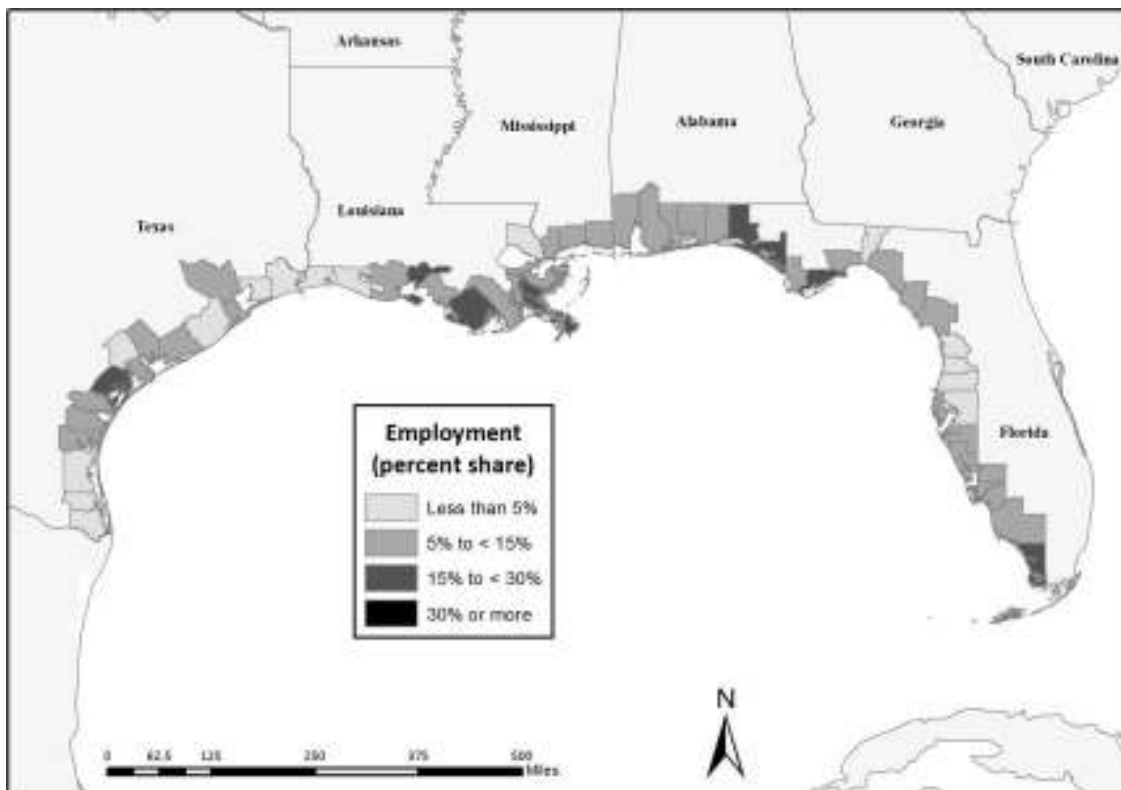 Arkansas
South Carolina
Mississippi
Alabama
Georgia
Louisiana
Texas
Florida
Employment
(percent share)
Less than 5%
5% to < 15%
15% to < 30%
30% or more
N
0 62.5 125 250 375 500
Miles